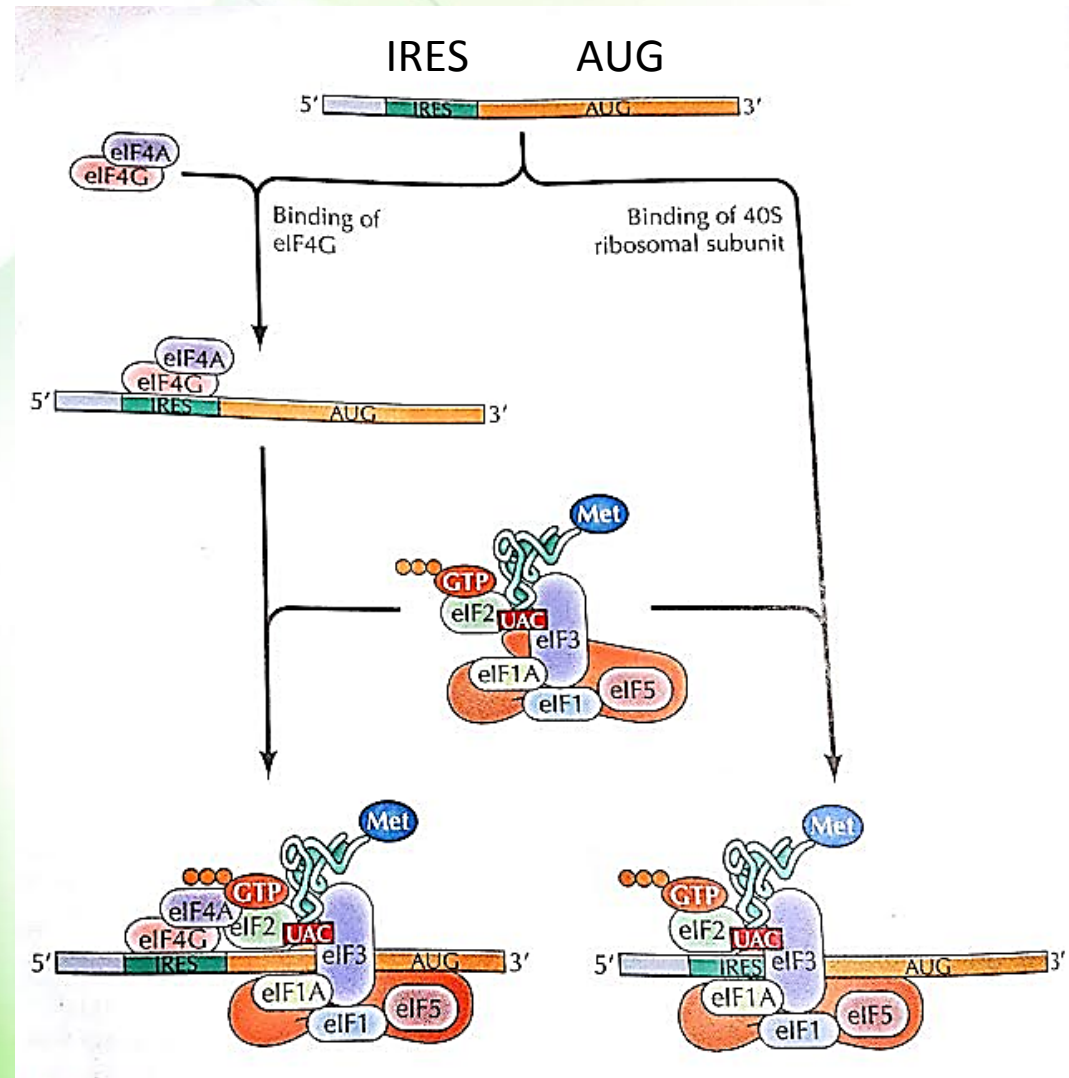 IRES AUG
5′ IRES AUG 3′
eIF4A
eIF4G
Binding of
eIF4G
Binding of 40S
ribosomal subunit
eIF4A
eIF4G
5′ IRES AUG 3′
Met
GTP
eIF2 UAC
eIF3
eIF1A
eIF5
eIF1
Met
GTP
eIF4A
eIF2
eIF4G
UAC
eIF3
5′ IRES AUG 3′
eIF1A
eIF5
eIF1
Met
GTP
eIF2
UAC
eIF3
5′ IRES AUG 3′
eIF1A
eIF5
eIF1